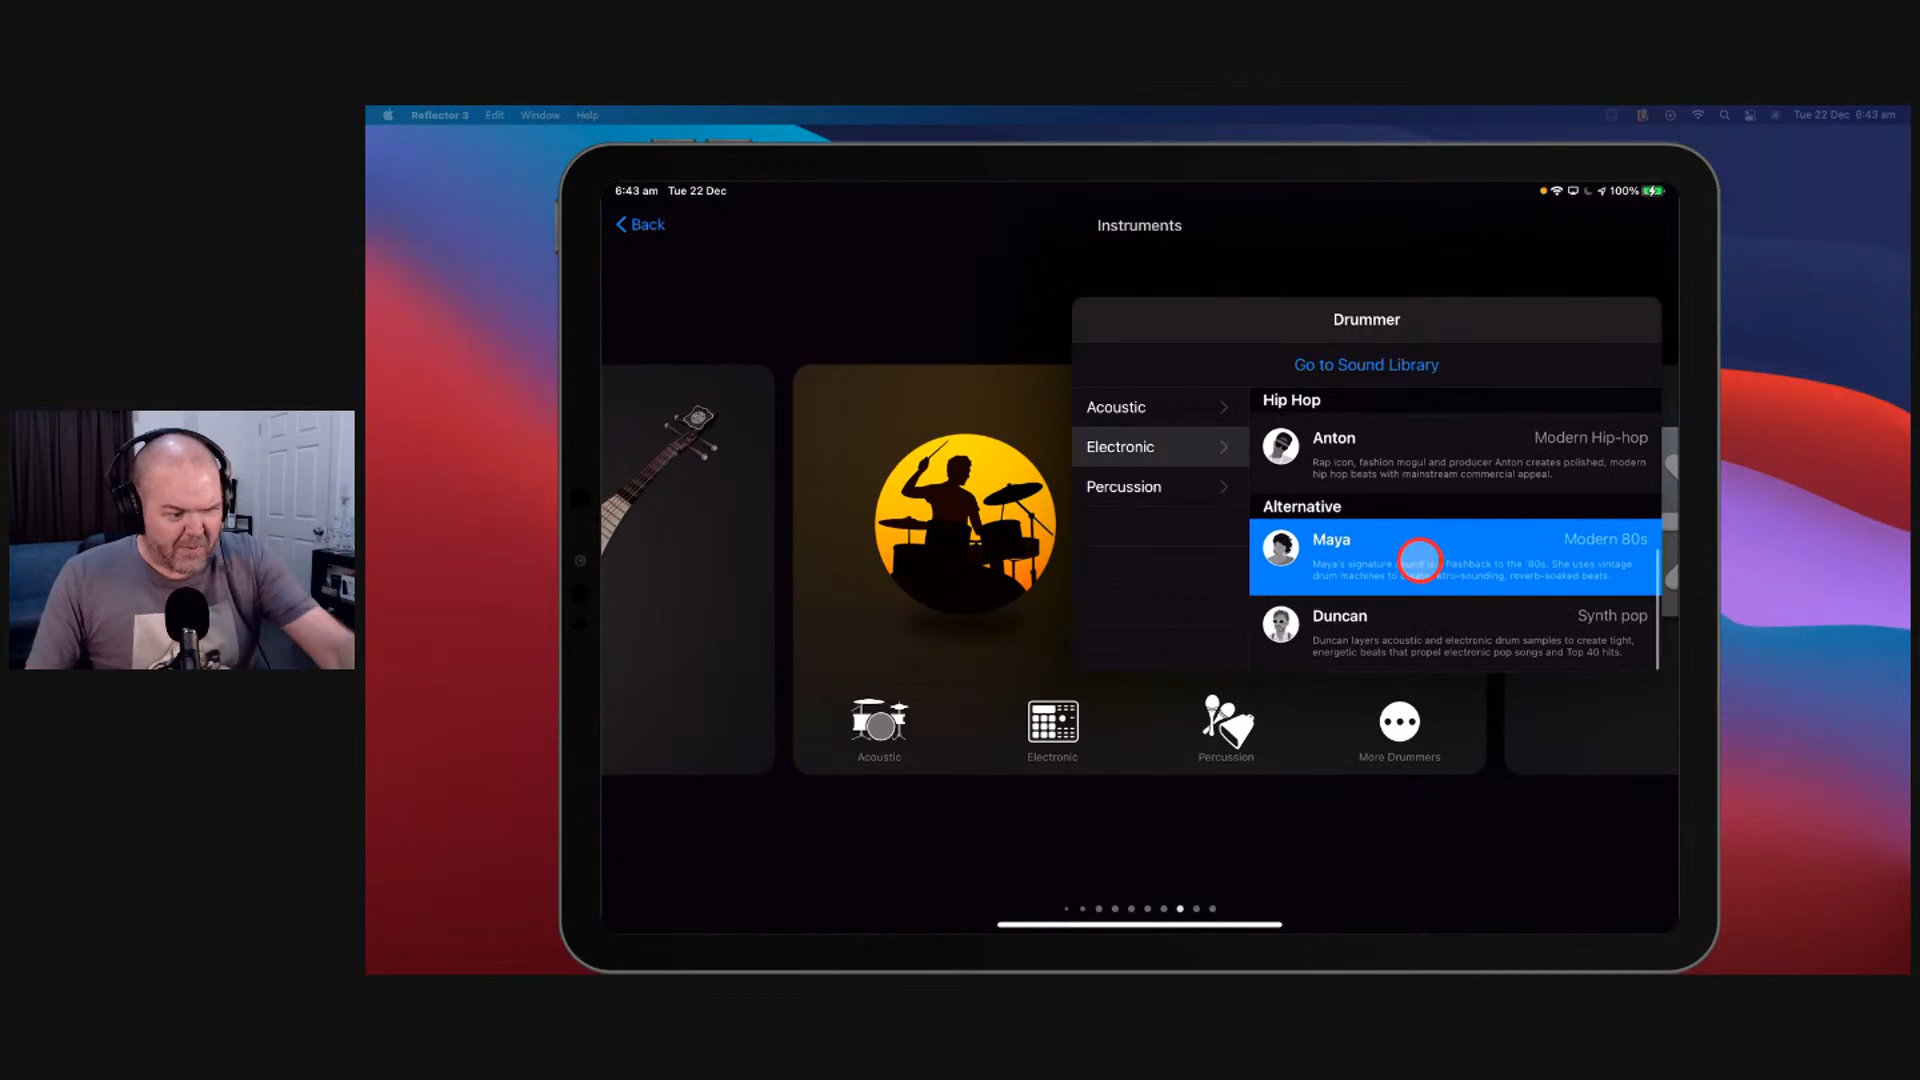 Reflector 3 Edit Window Help
Tue 22 Dec 6:43 am
6:43 am Tue 22 Dec
100%
Back
Instruments
Drummer
Go to Sound Library
Acoustic
Electronic
Percussion
Hip Hop
Anton
Modern Hip-hop
Rap icon, fashion mogul and producer Anton creates polished, modern
hip hop beats with mainstream commercial appeal.
Alternative
Maya
Modern 80s
Maya's signature sound is flashback to the '80s. She uses vintage
drum machines to retro-sounding, reverb-soaked beats.
Duncan
Synth pop
Duncan layers acoustic and electronic drum samples to create tight,
energetic beats that propel electronic pop songs and Top 40 hits.
Acoustic
Electronic
Percussion
More Drummers